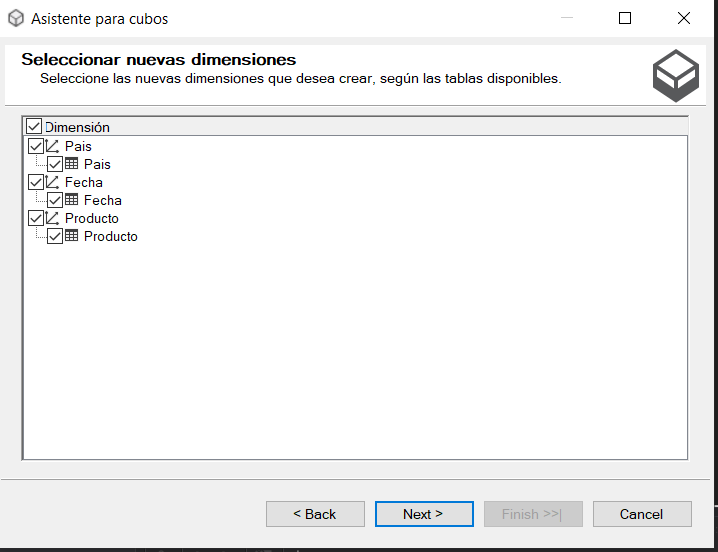 Asistente para cubos
Seleccionar nuevas dimensiones
Seleccione las nuevas dimensiones que desea crear, según las tablas disponibles.
Dimensión
Pais
Pais
Fecha
Fecha
Producto
Producto
< Back
Next >
Finish >>|
Cancel